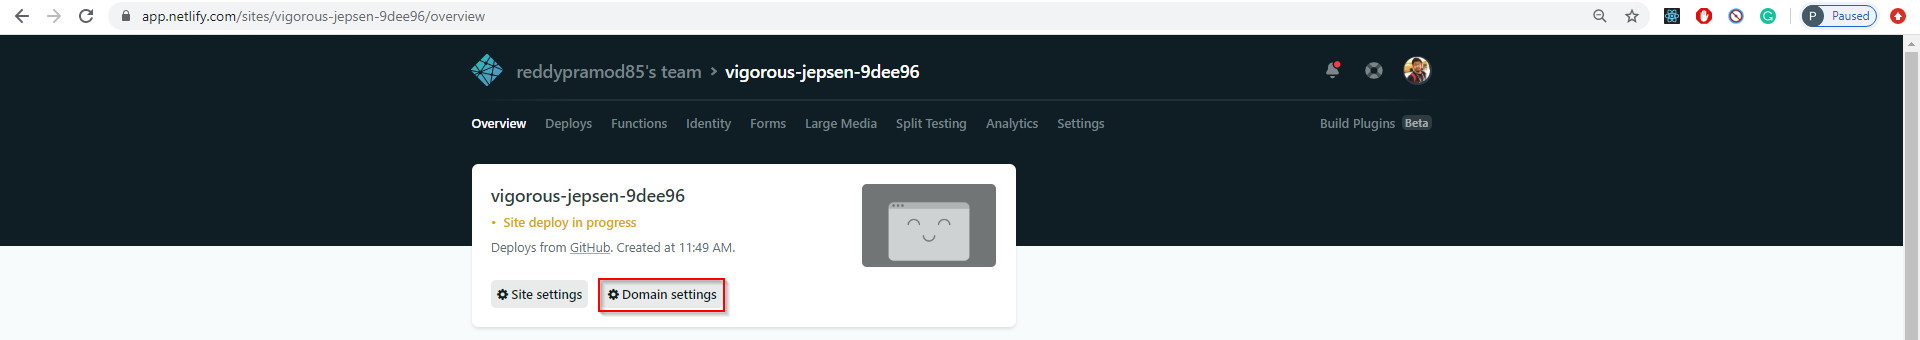 app.netlify.com/sites/vigorous-jepsen-9dee96/overview
P Paused
reddypramod85's team > vigorous-jepsen-9dee96
Overview Deploys Functions Identity Forms Large Media Split Testing Analytics Settings Build Plugins Beta
vigorous-jepsen-9dee96
• Site deploy in progress
Deploys from GitHub. Created at 11:49 AM.
Site settings Domain settings